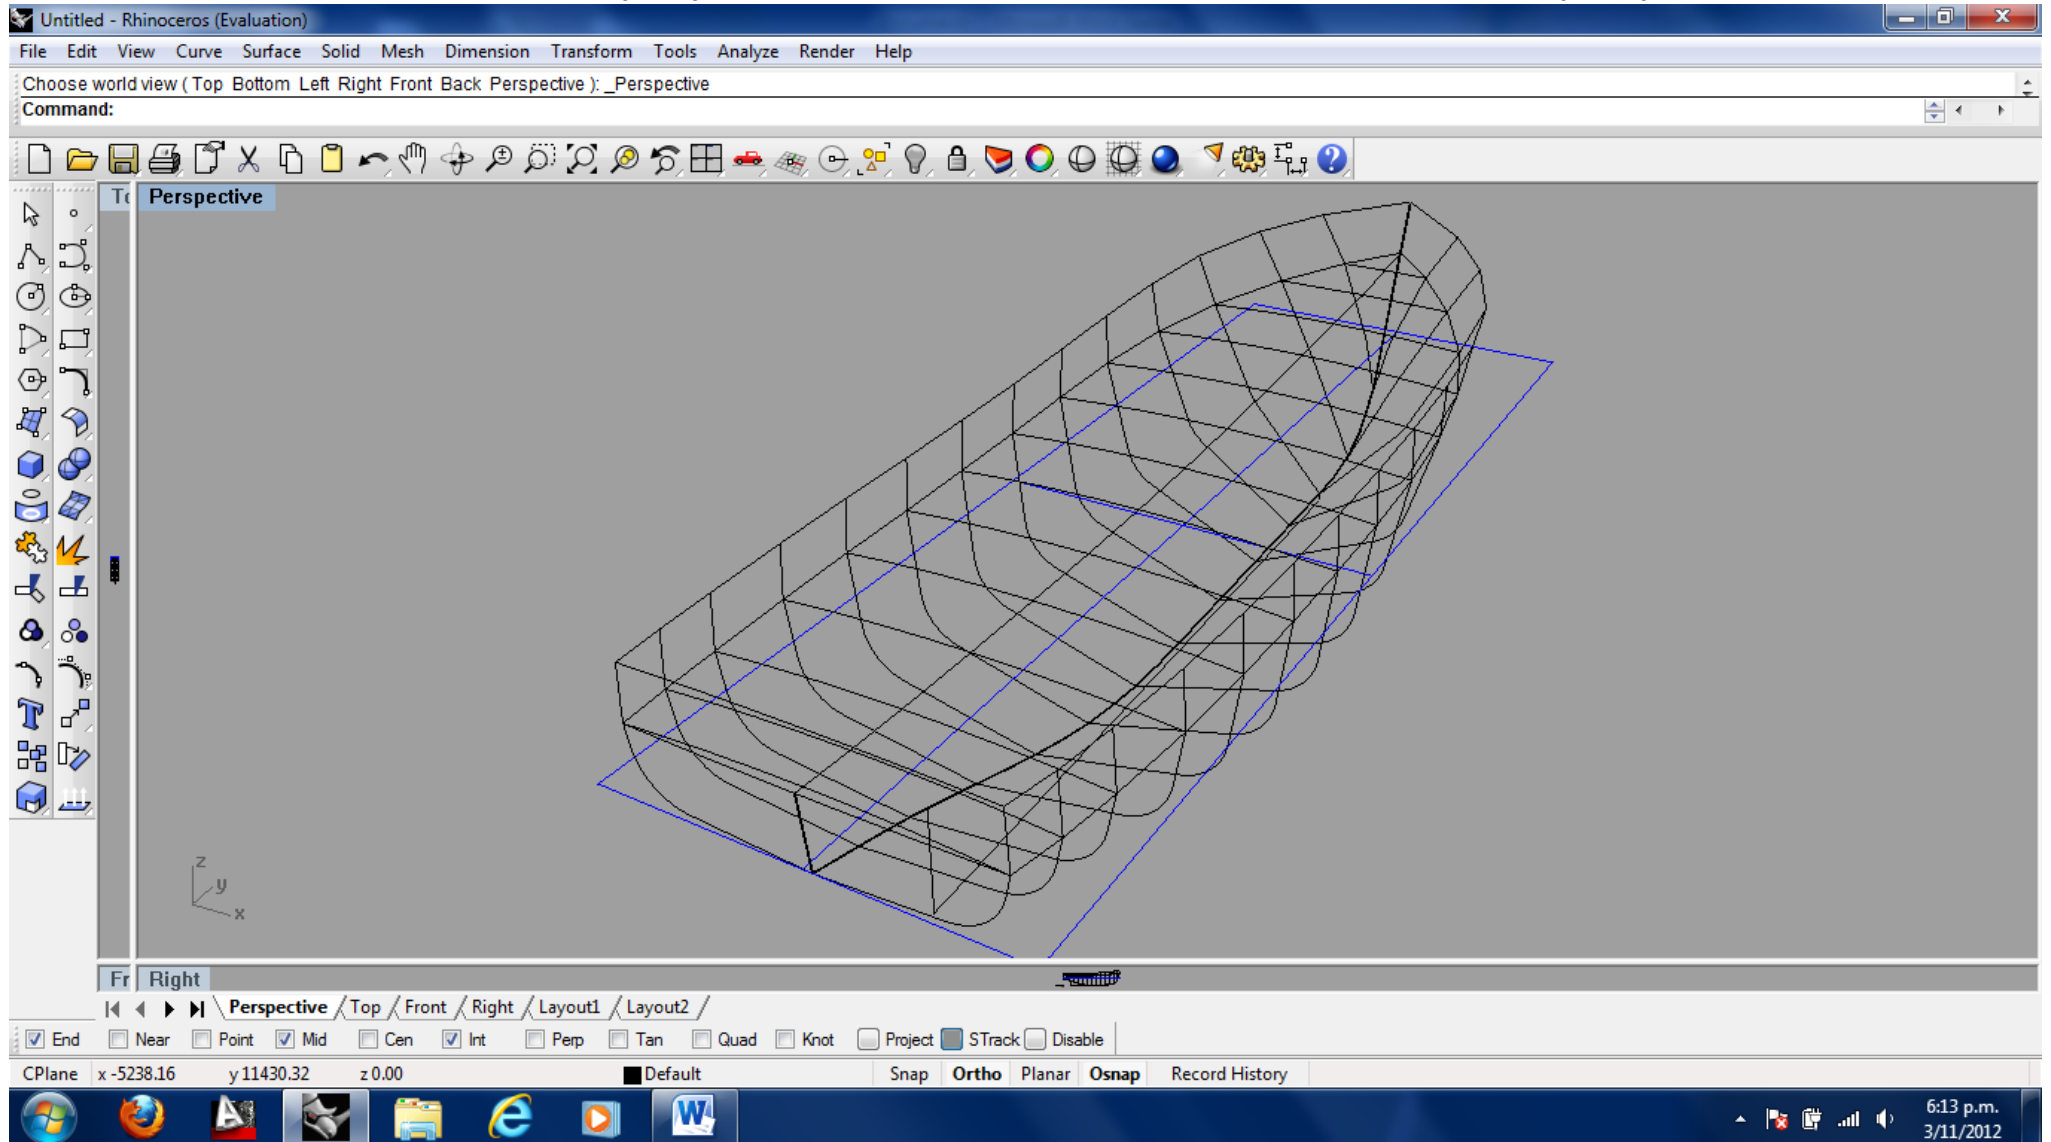 Untitled - Rhinoceros (Evaluation)
File Edit View Curve Surface Solid Mesh Dimension Transform Tools Analyze Render Help
Choose world view ( Top Bottom Left Right Front Back Perspective ): _Perspective
Command:
To Perspective
z
y
x
Fr Right
Perspective Top Front Right Layout1 Layout2
End Near Point Mid Cen Int Perp Tan Quad Knot Project STrack Disable
CPlane x -5238.16 y 11430.32 z 0.00 Default Snap Ortho Planar Osnap Record History
6:13 p.m.
3/11/2012